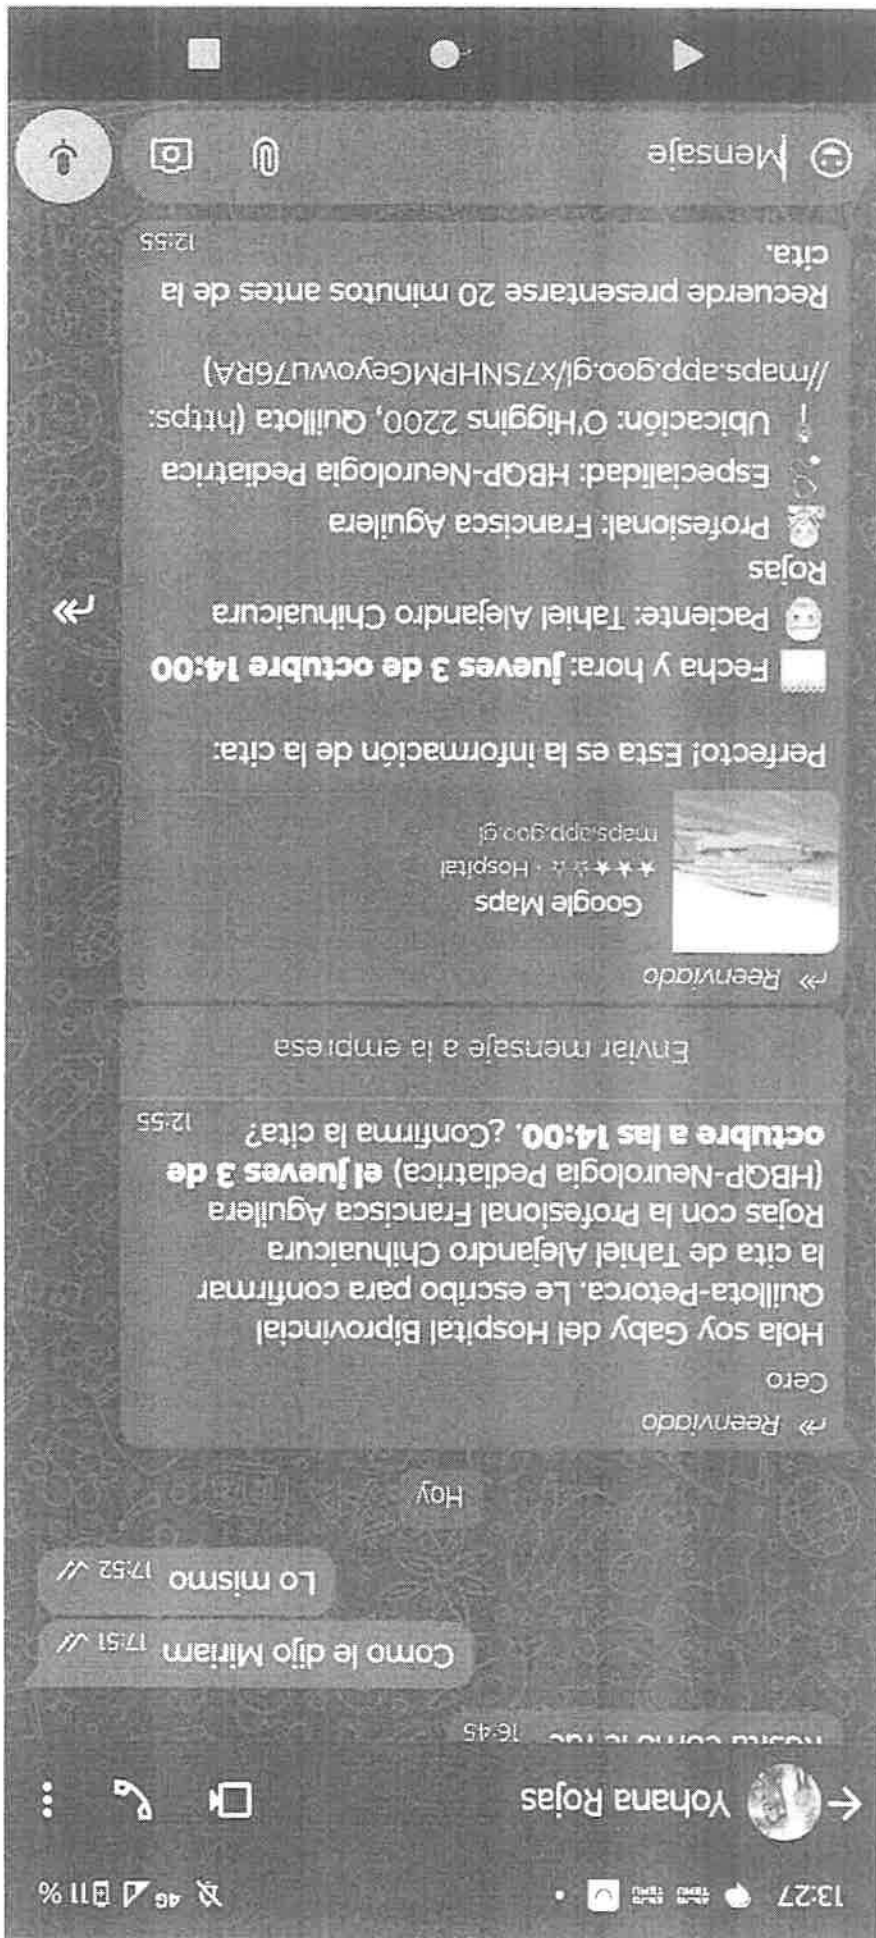 13:27
4G 11 %
Yohana Rojas
16:45
Como le dijo Miriam 17:51
Lo mismo 17:52
Hoy
Reenviado
Cero
Hola soy Gaby del Hospital Biprovincial
Quillota-Petorca. Le escribo para confirmar
la cita de Tahiel Alejandro Chihuaicura
Rojas con la Profesional Francisca Aguilera
(HBQP-Neurologia Pediatrica) el jueves 3 de
octubre a las 14:00. ¿Confirma la cita?
12:55
Enviar mensaje a la empresa
Reenviado
Google Maps
★★★☆☆ · Hospital
maps.app.goo.gl
Perfecto! Esta es la información de la cita:
Fecha y hora: jueves 3 de octubre 14:00
Paciente: Tahiel Alejandro Chihuaicura
Rojas
Profesional: Francisca Aguilera
Especialidad: HBQP-Neurologia Pediatrica
Ubicación: O'Higgins 2200, Quillota (https:
//maps.app.goo.gl/x7SNHPMGeyowu76RA)
Recuerde presentarse 20 minutos antes de la
cita.
12:55
Mensaje